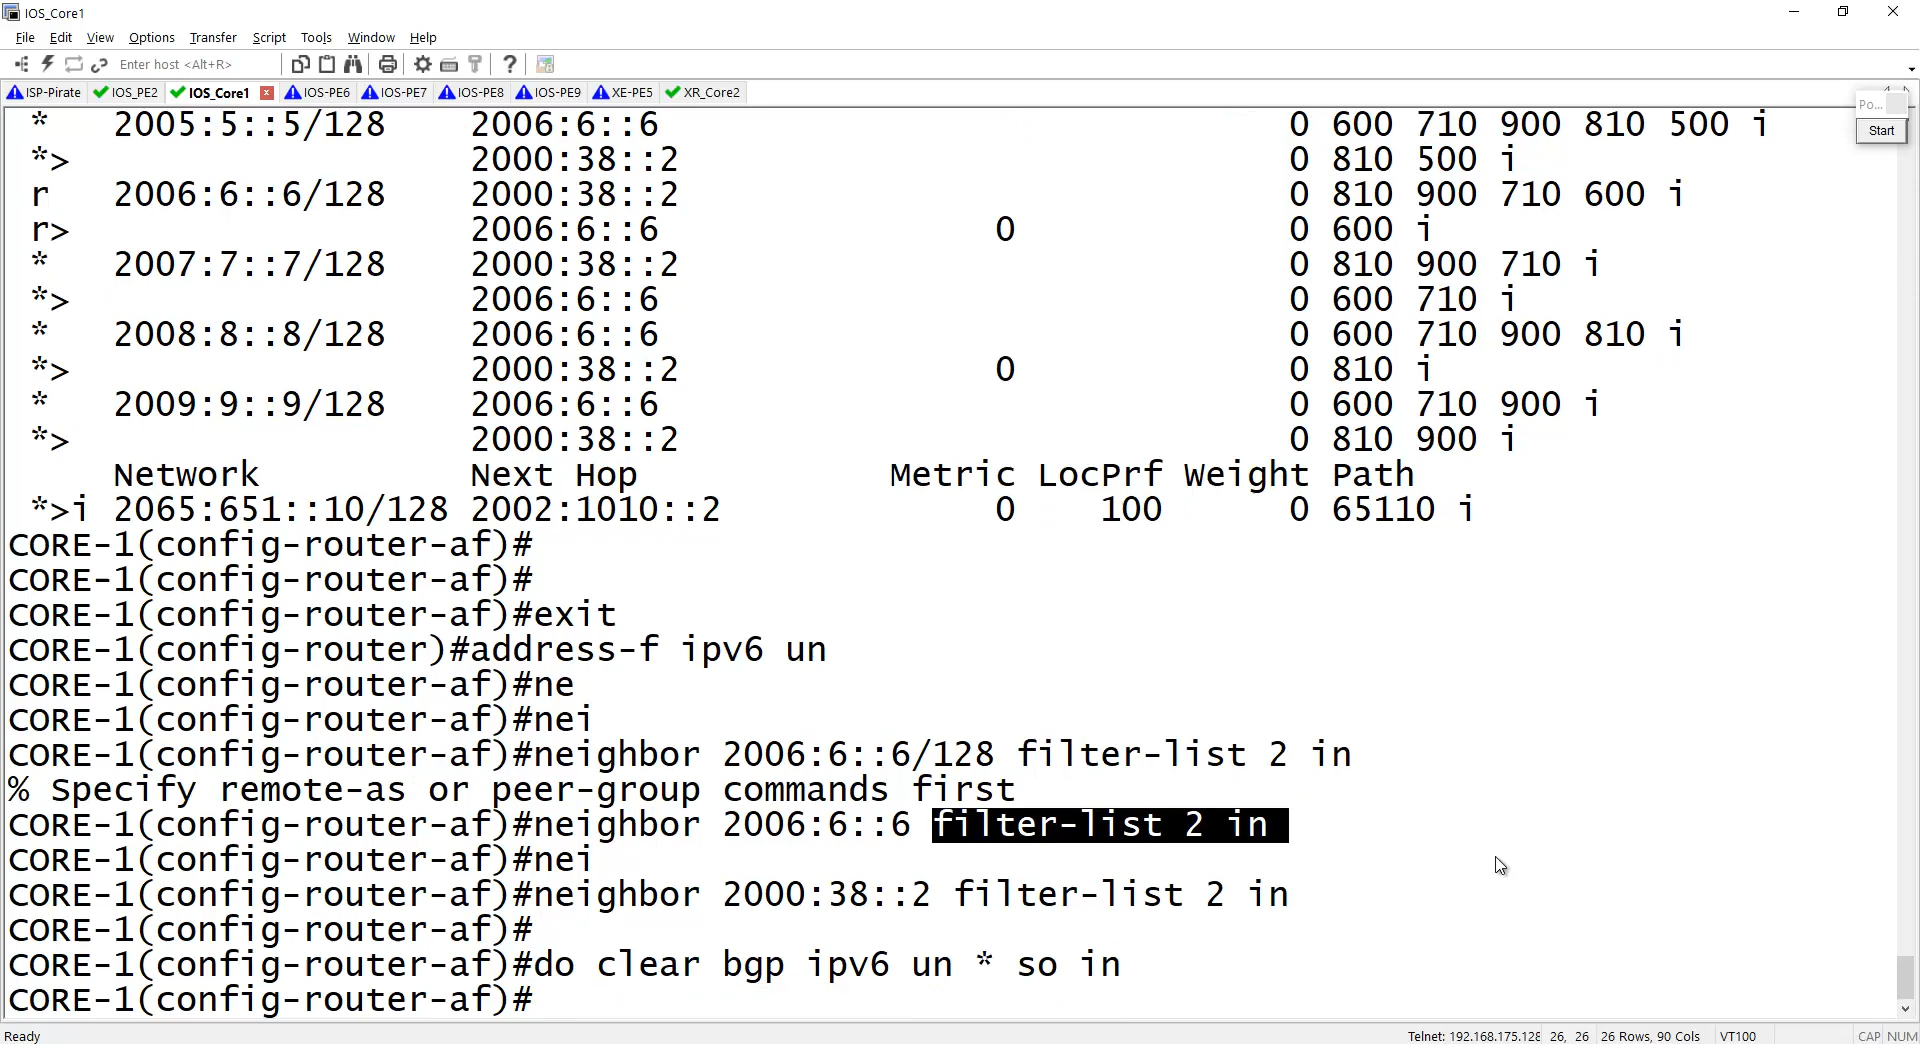 IOS_Core1
File Edit View Options Transfer Script Tools Window Help
Enter host <Alt+R>
ISP-Pirate IOS_PE2 IOS_Core1 IOS-PE6 IOS-PE7 IOS-PE8 IOS-PE9 XE-PE5 XR_Core2
Po...
Start
* 2005:5::5/128 2006:6::6 0 600 710 900 810 500 i
*> 2000:38::2 0 810 500 i
r 2006:6::6/128 2000:38::2 0 810 900 710 600 i
r> 2006:6::6 0 0 600 i
* 2007:7::7/128 2000:38::2 0 810 900 710 i
*> 2006:6::6 0 600 710 i
* 2008:8::8/128 2006:6::6 0 600 710 900 810 i
*> 2000:38::2 0 0 810 i
* 2009:9::9/128 2006:6::6 0 600 710 900 i
*> 2000:38::2 0 810 900 i
Network Next Hop Metric LocPrf Weight Path
*>i 2065:651::10/128 2002:1010::2 0 100 0 65110 i
CORE-1(config-router-af)#
CORE-1(config-router-af)#
CORE-1(config-router-af)#exit
CORE-1(config-router)#address-f ipv6 un
CORE-1(config-router-af)#ne
CORE-1(config-router-af)#nei
CORE-1(config-router-af)#neighbor 2006:6::6/128 filter-list 2 in
% Specify remote-as or peer-group commands first
CORE-1(config-router-af)#neighbor 2006:6::6 filter-list 2 in
CORE-1(config-router-af)#nei
CORE-1(config-router-af)#neighbor 2000:38::2 filter-list 2 in
CORE-1(config-router-af)#
CORE-1(config-router-af)#do clear bgp ipv6 un * so in
CORE-1(config-router-af)#
Ready Telnet: 192.168.175.128 26, 26 26 Rows, 90 Cols VT100 CAP NUM